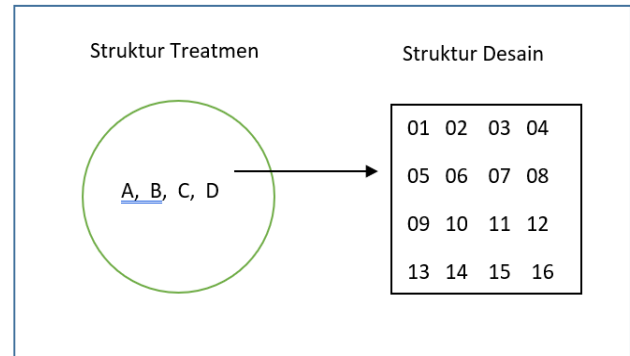 Struktur Treatmen
Struktur Desain
A, B, C, D
01 02 03 04
05 06 07 08
09 10 11 12
13 14 15 16